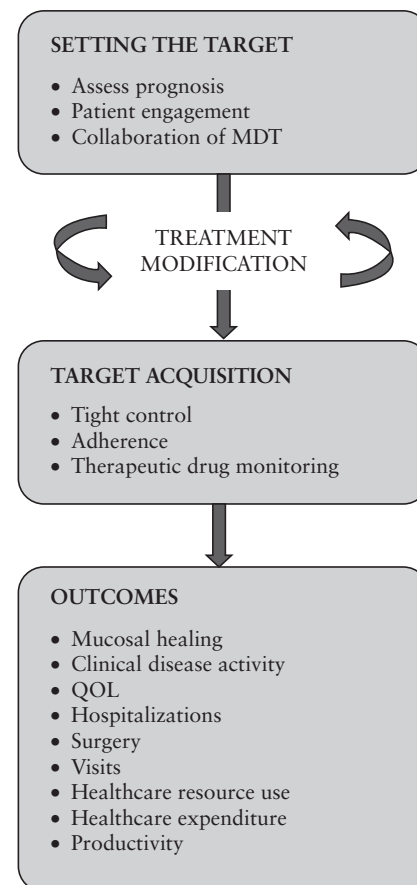 SETTING THE TARGET
• Assess prognosis
• Patient engagement
• Collaboration of MDT
TREATMENT
MODIFICATION
TARGET ACQUISITION
• Tight control
• Adherence
• Therapeutic drug monitoring
OUTCOMES
• Mucosal healing
• Clinical disease activity
• QOL
• Hospitalizations
• Surgery
• Visits
• Healthcare resource use
• Healthcare expenditure
• Productivity